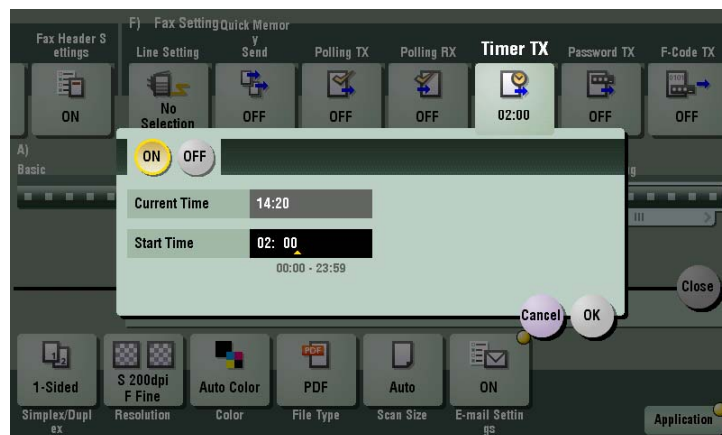 F) Fax Setting
Fax Header S
ettings
Line Setting
Quick Memor
y
Send
Polling TX
Polling RX
Timer TX
Password TX
F-Code TX
ON
No
Selection
OFF
OFF
OFF
02:00
OFF
OFF
A)
Basic
g
ON
OFF
Current Time
14:20
Start Time
02: 00
00:00 - 23:59
Cancel
OK
Close
1-Sided
S 200dpi
F Fine
Auto Color
PDF
PDF
Auto
ON
Simplex/Dupl
ex
Resolution
Color
File Type
Scan Size
E-mail Settin
gs
Application